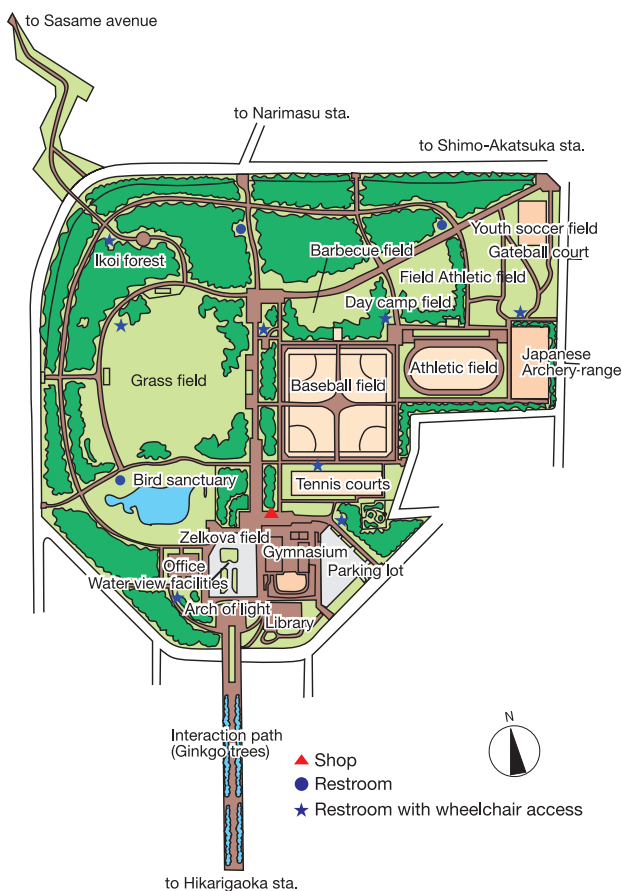 to Sasame avenue
to Narimasu sta.
to Shimo-Akatsuka sta.
Youth soccer field
Gateball court
Barbecue field
Ikoi forest
Field Athletic field
Day camp field
Japanese
Archery-range
Athletic field
Baseball field
Grass field
Bird sanctuary
Tennis courts
Zelkova field
Gymnasium
Office
Parking lot
Water view facilities
Arch of light
Library
Interaction path
(Ginkgo trees)
N
Shop
Restroom
Restroom with wheelchair access
to Hikarigaoka sta.